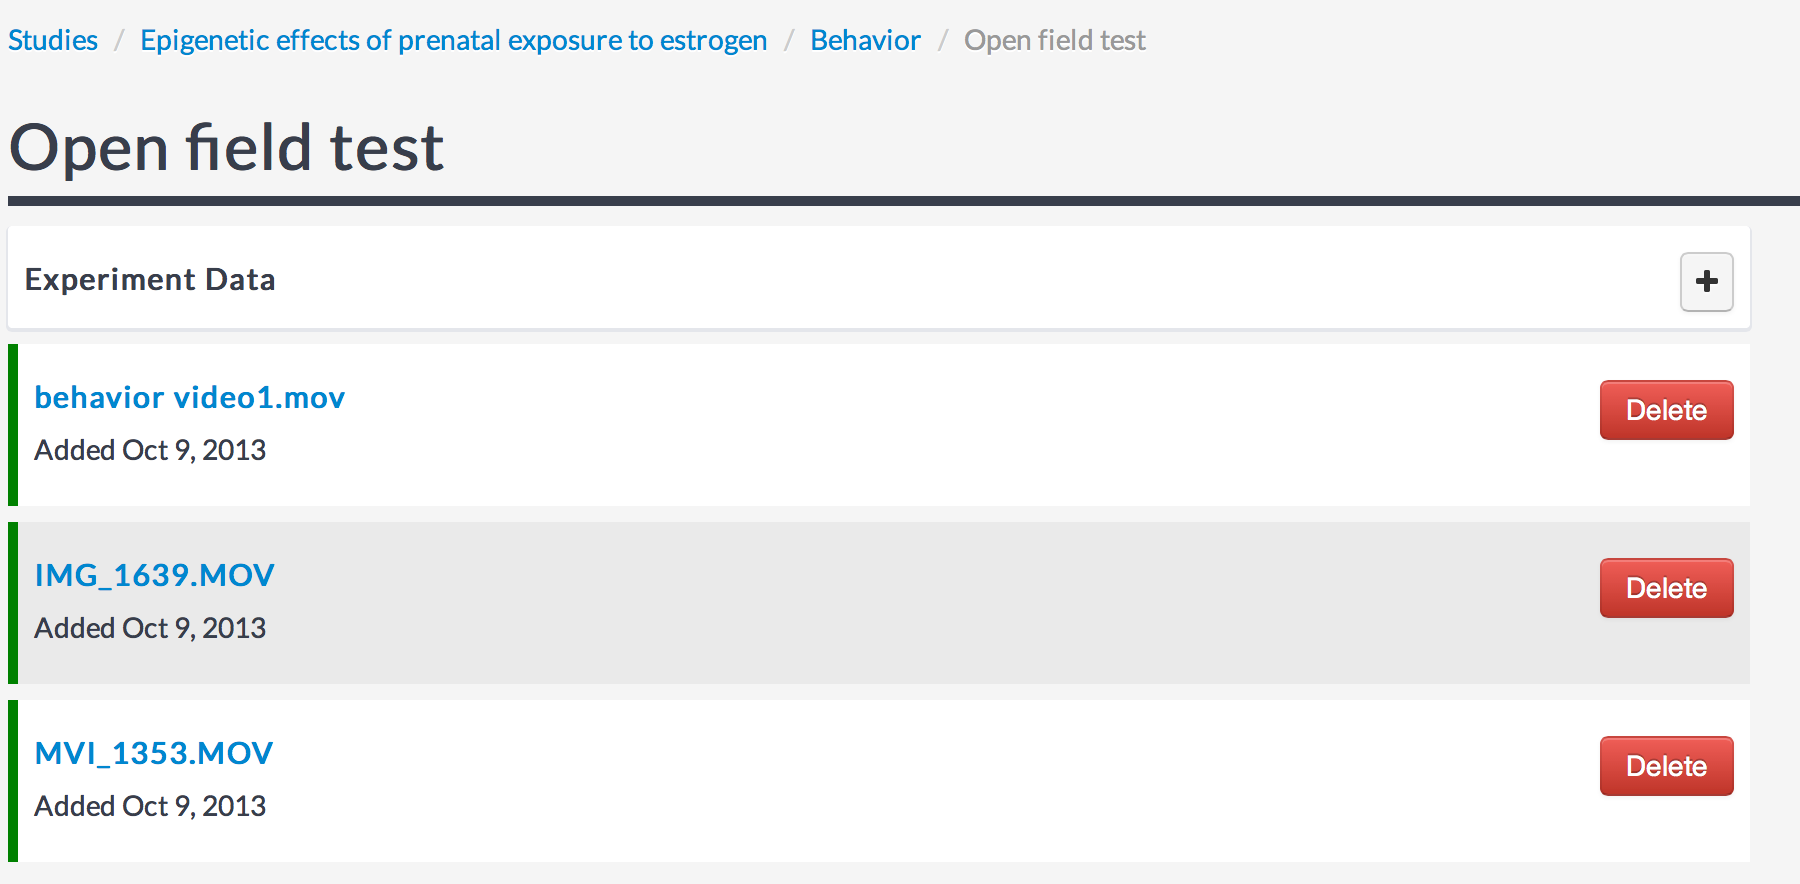 Studies / Epigenetic effects of prenatal exposure to estrogen / Behavior / Open field test
Open field test
Experiment Data
behavior video1.mov
Delete
Added Oct 9, 2013
IMG_1639.MOV
Delete
Added Oct 9, 2013
MVI_1353.MOV
Delete
Added Oct 9, 2013